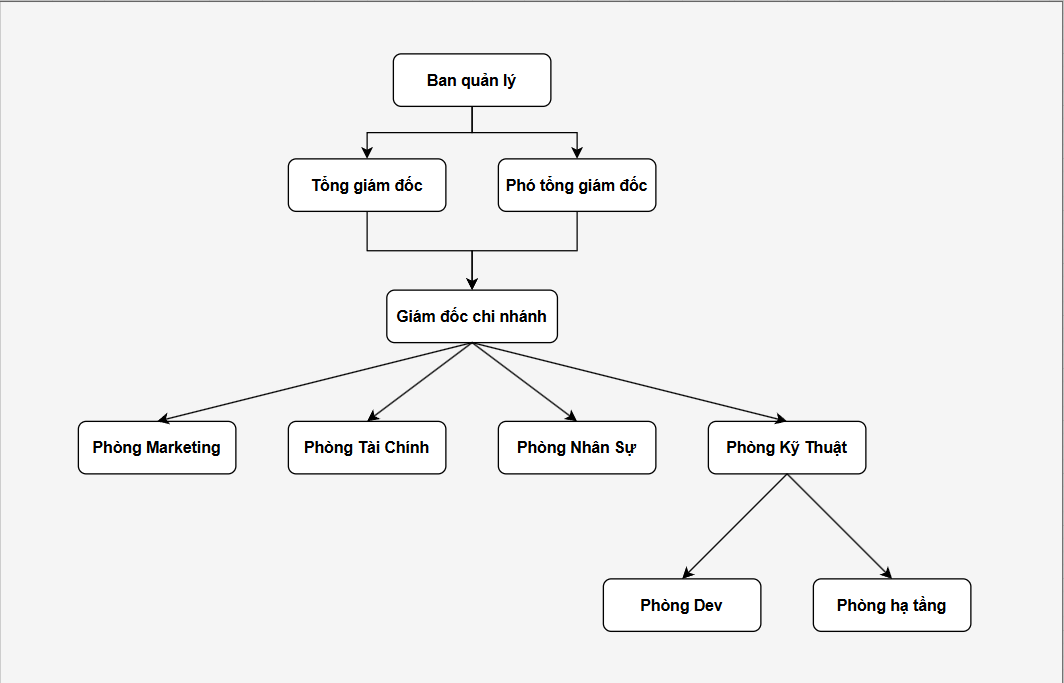 Ban quản lý
Tổng giám đốc
Phó tổng giám đốc
Giám đốc chi nhánh
Phòng Marketing
Phòng Tài Chính
Phòng Nhân Sự
Phòng Kỹ Thuật
Phòng Dev
Phòng hạ tầng